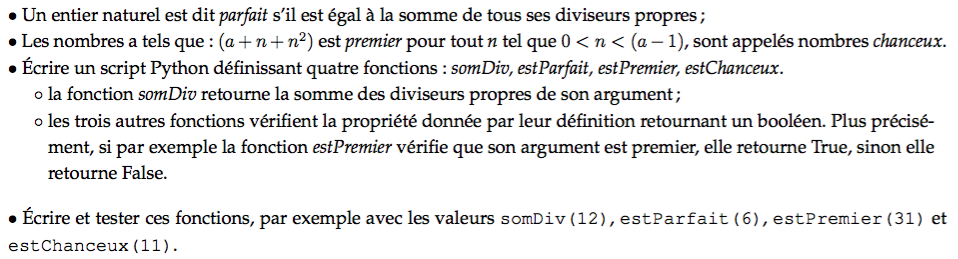 • Un entier naturel est dit parfait s’il est égal à la somme de tous ses diviseurs propres ;
• Les nombres a tels que : (a + n + n²) est premier pour tout n tel que 0 < n < (a − 1), sont appelés nombres chanceux.
• Écrire un script Python définissant quatre fonctions : somDiv, estParfait, estPremier, estChanceux.
◦ la fonction somDiv retourne la somme des diviseurs propres de son argument ;
◦ les trois autres fonctions vérifient la propriété donnée par leur définition retournant un booléen. Plus précisé-
ment, si par exemple la fonction estPremier vérifie que son argument est premier, elle retourne True, sinon elle
retourne False.
• Écrire et tester ces fonctions, par exemple avec les valeurs somDiv(12), estParfait(6), estPremier(31) et
estChanceux(11).